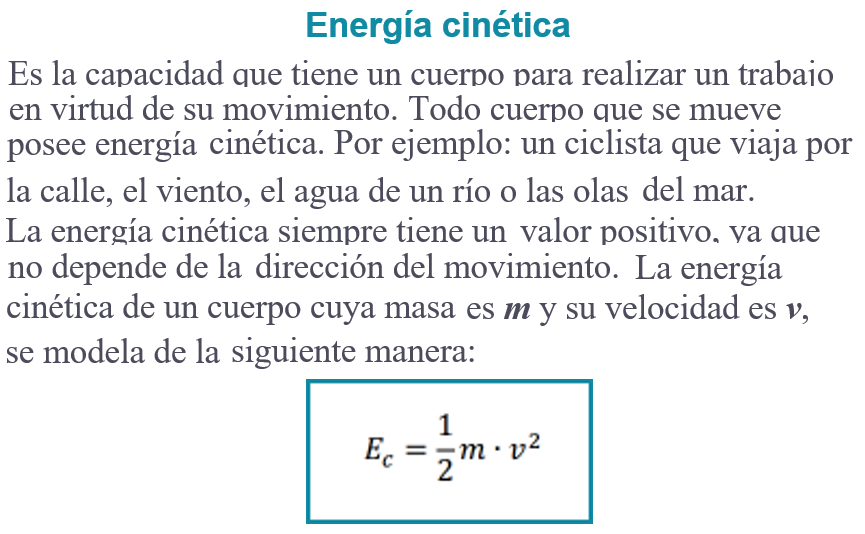 Energía cinética
Es la capacidad que tiene un cuerpo para realizar un trabajo
en virtud de su movimiento. Todo cuerpo que se mueve
posee energía cinética. Por ejemplo: un ciclista que viaja por
la calle, el viento, el agua de un río o las olas del mar.
La energía cinética siempre tiene un valor positivo, ya que
no depende de la dirección del movimiento. La energía
cinética de un cuerpo cuya masa es m y su velocidad es v,
se modela de la siguiente manera:
E_c = 1/2 m · v²